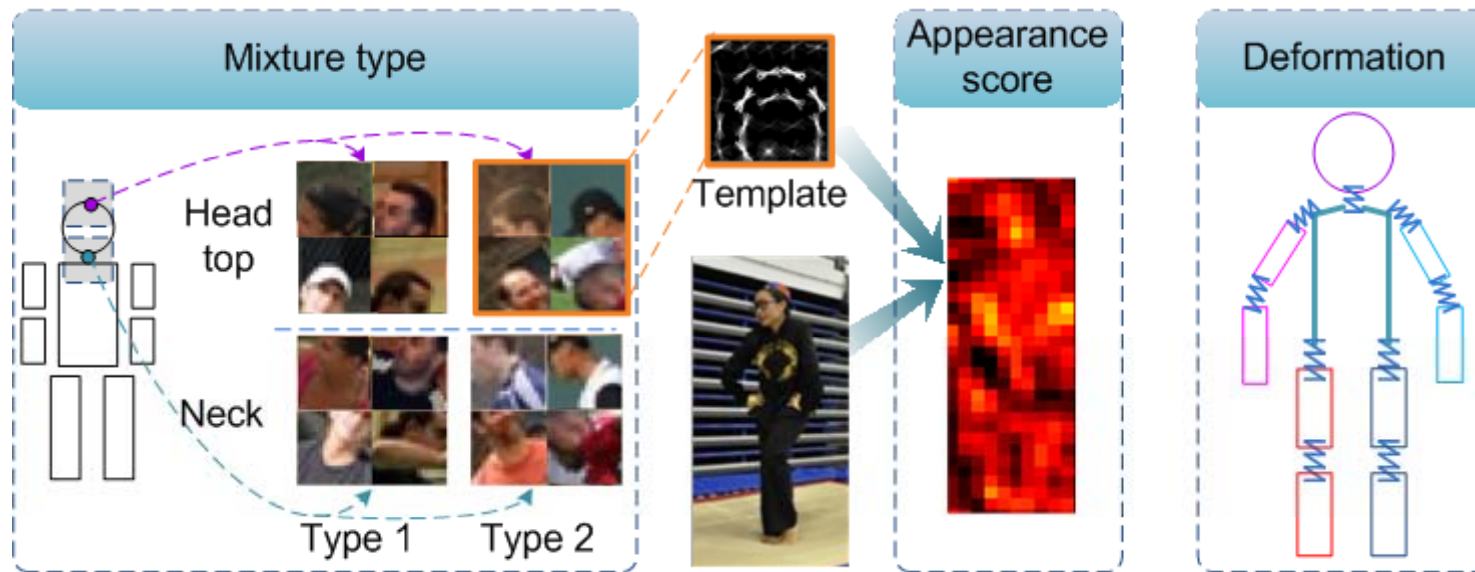 Mixture type
Appearance
score
Deformation
Head
top
Template
Neck
Type 1
Type 2